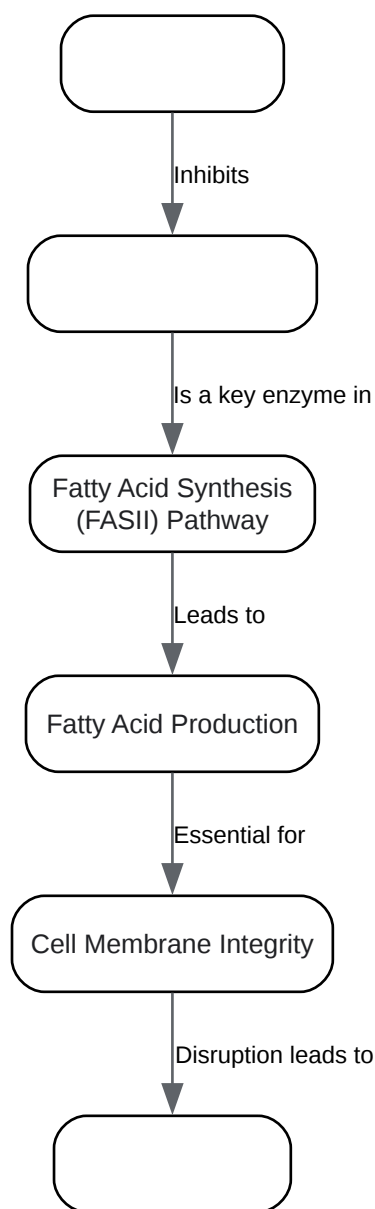 Inhibits
Is a key enzyme in
Fatty Acid Synthesis
(FASII) Pathway
Leads to
Fatty Acid Production
Essential for
Cell Membrane Integrity
Disruption leads to